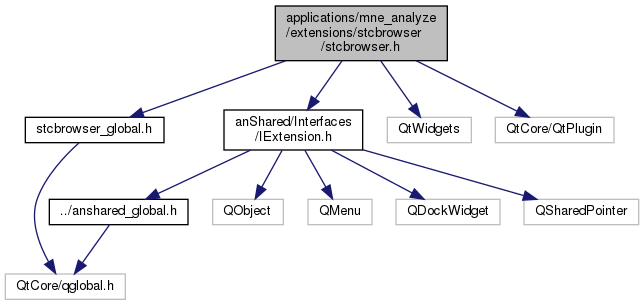 applications/mne_analyze
/extensions/stcbrowser
/stcbrowser.h
stcbrowser_global.h
anShared/Interfaces
/IExtension.h
QtWidgets
QtCore/QtPlugin
../anshared_global.h
QObject
QMenu
QDockWidget
QSharedPointer
QtCore/qglobal.h